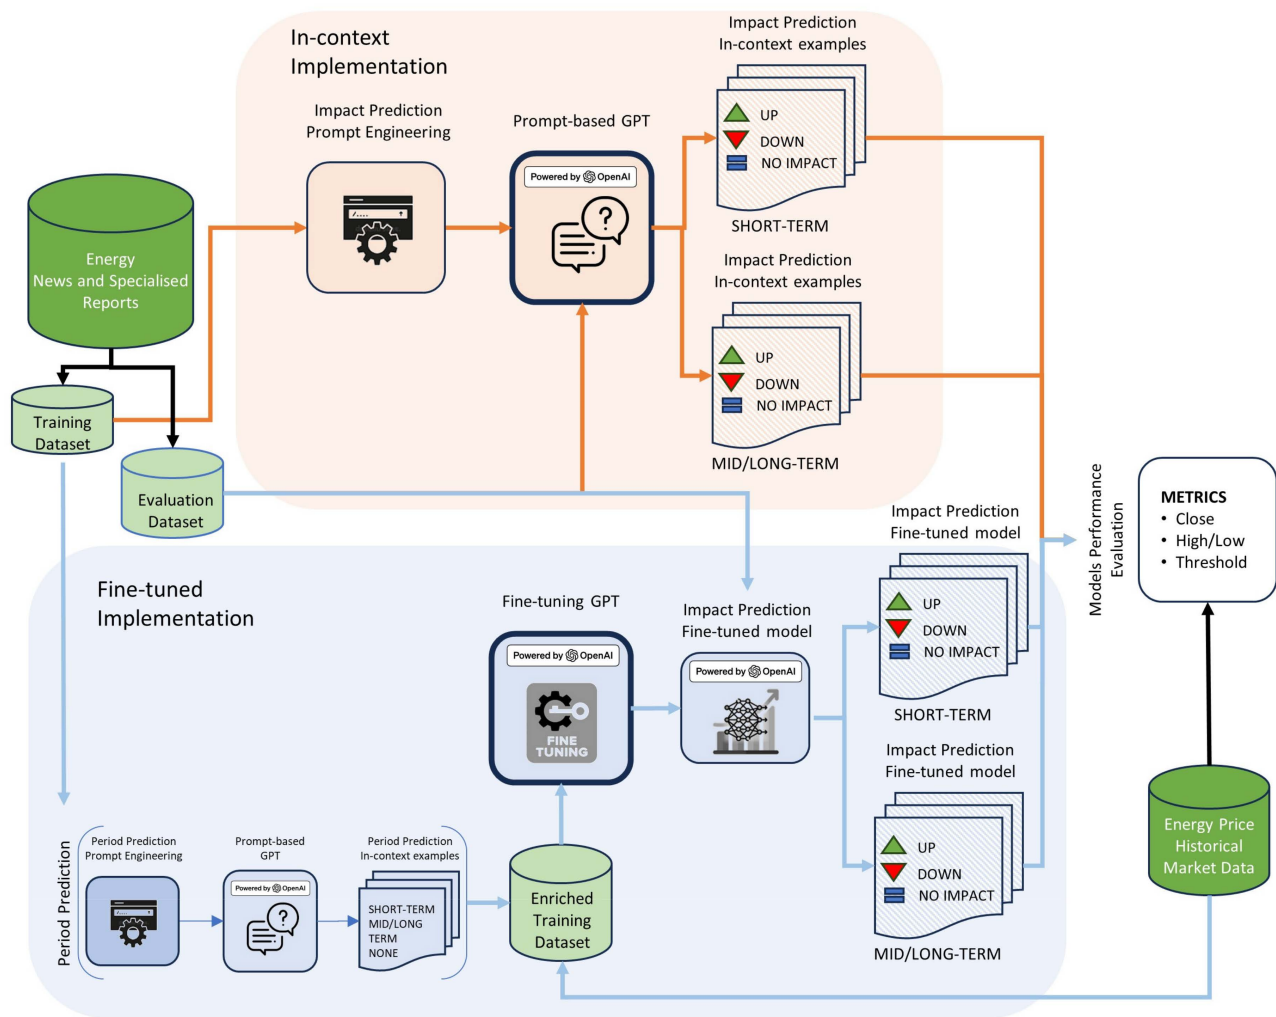 In-context
Implementation
Impact Prediction
Prompt Engineering
Prompt-based GPT
Powered by OpenAI
Impact Prediction
In-context examples
UP
DOWN
NO IMPACT
SHORT-TERM
Impact Prediction
In-context examples
UP
DOWN
NO IMPACT
MID/LONG-TERM
Energy
News and Specialised
Reports
Training
Dataset
Evaluation
Dataset
Models Performance
Evaluation
METRICS
• Close
• High/Low
• Threshold
Fine-tuned
Implementation
Fine-tuning GPT
Powered by OpenAI
FINE
TUNING
Impact Prediction
Fine-tuned model
Powered by OpenAI
Impact Prediction
Fine-tuned model
UP
DOWN
NO IMPACT
SHORT-TERM
Impact Prediction
Fine-tuned model
UP
DOWN
NO IMPACT
MID/LONG-TERM
Period Prediction
Period Prediction
Prompt Engineering
Prompt-based
GPT
Powered by OpenAI
Period Prediction
In-context examples
SHORT-TERM
MID/LONG
TERM
NONE
Enriched
Training
Dataset
Energy Price
Historical
Market Data